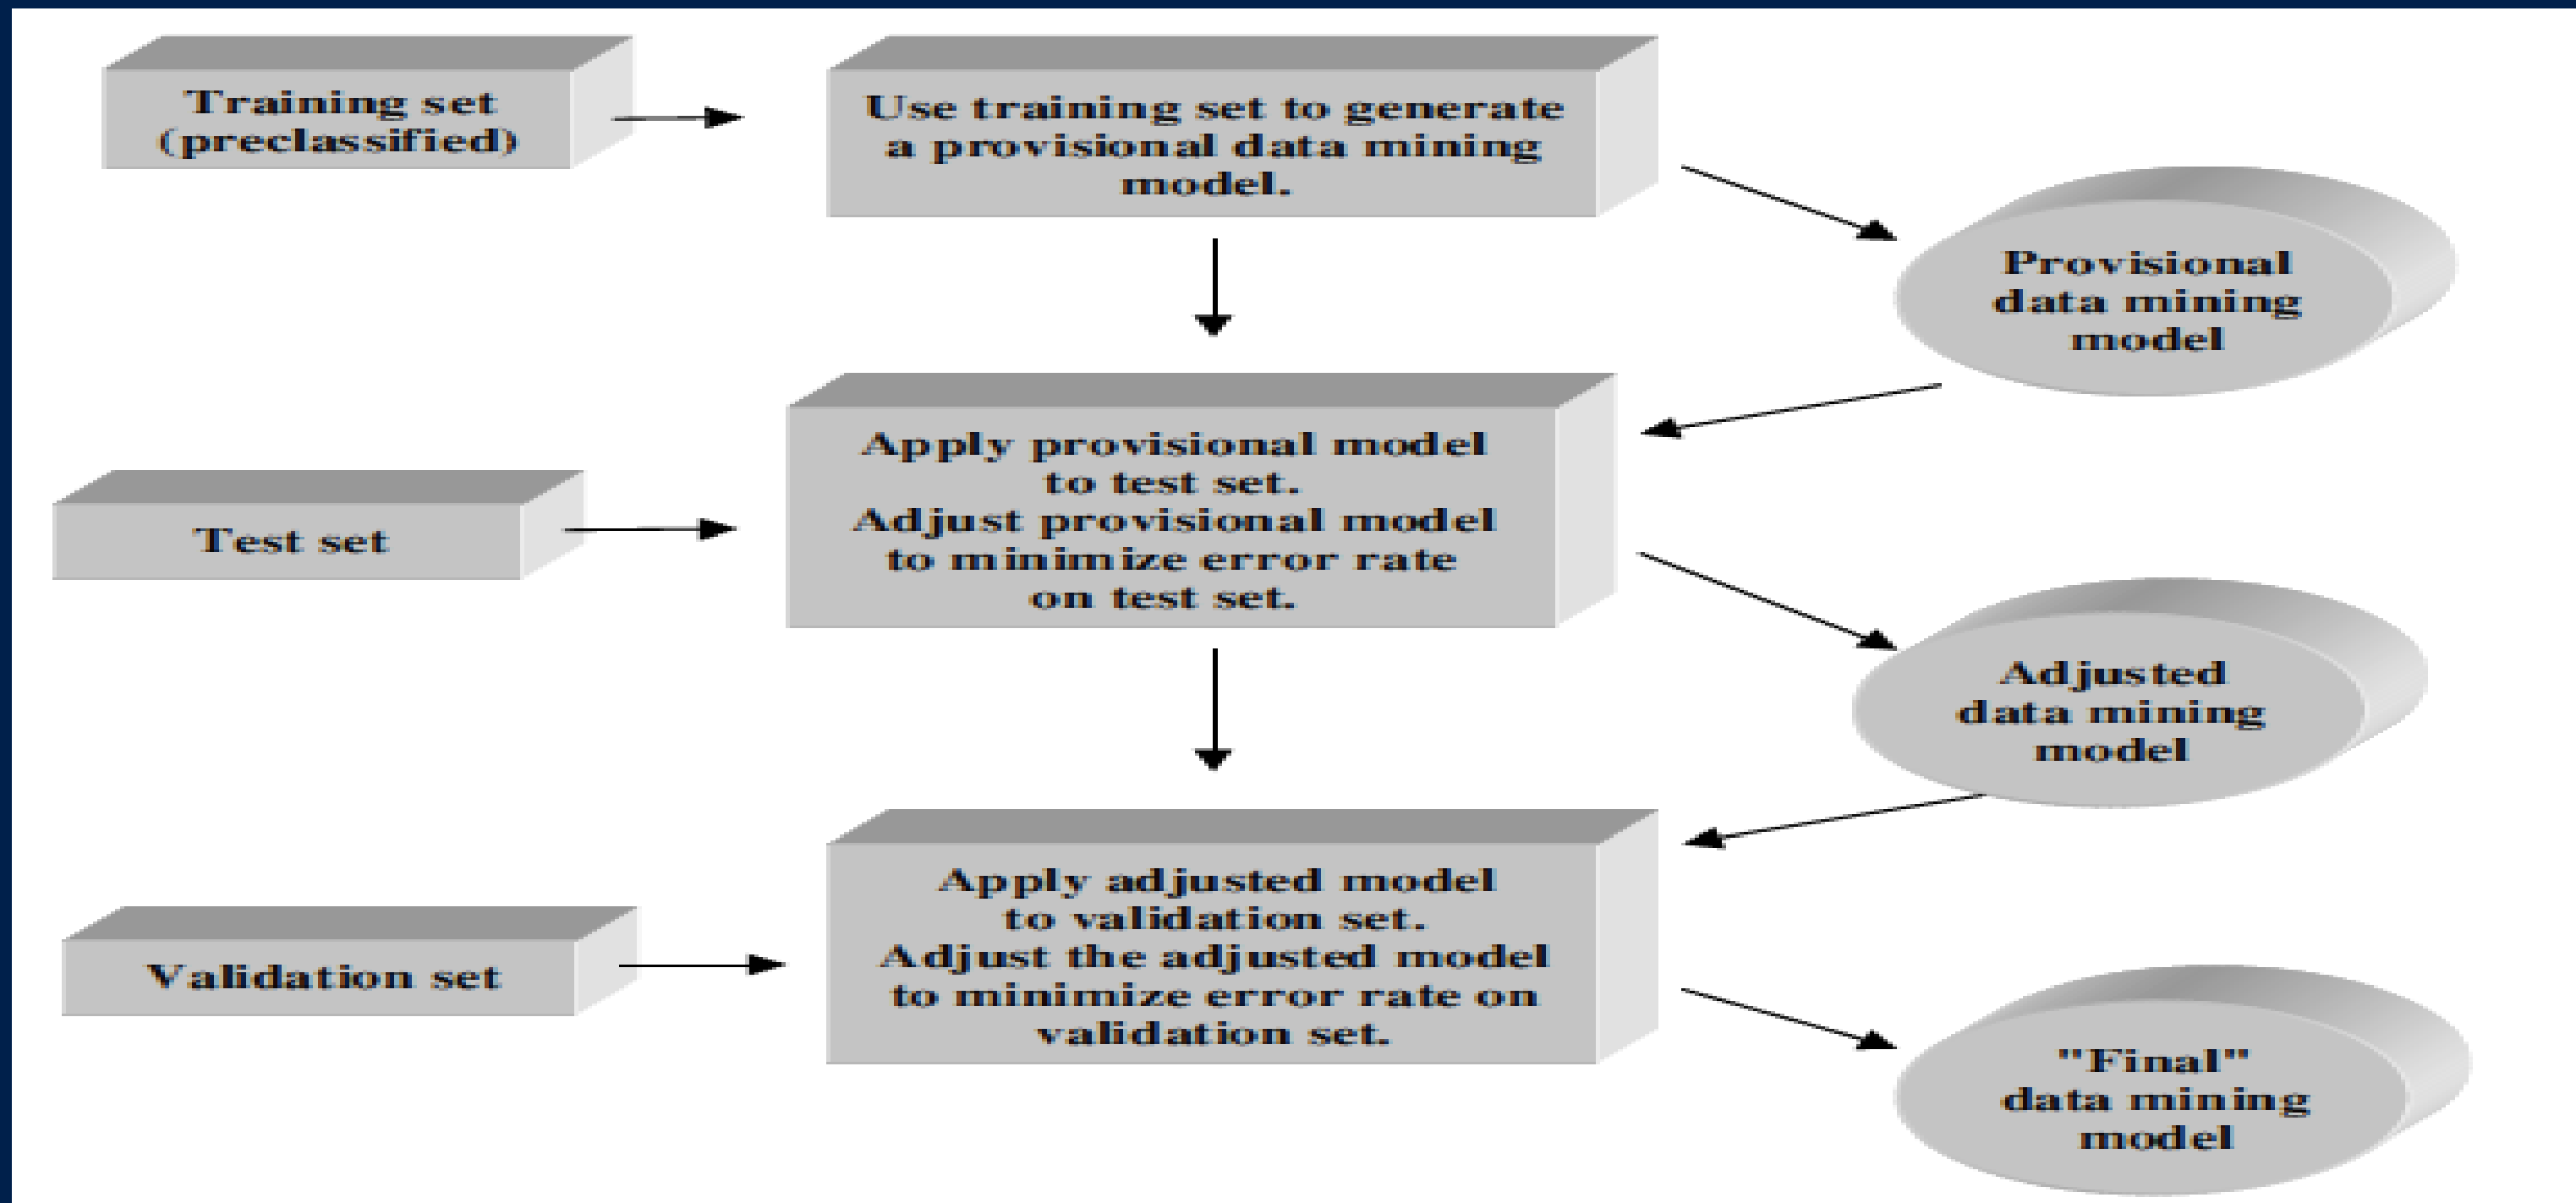 Training set
(preclassified)
Use training set to generate
a provisional data mining
model.
Provisional
data mining
model
Apply provisional model
to test set.
Adjust provisional model
to minimize error rate
on test set.
Test set
Adjusted
data mining
model
Apply adjusted model
to validation set.
Adjust the adjusted model
to minimize error rate on
validation set.
Validation set
"Final"
data mining
model